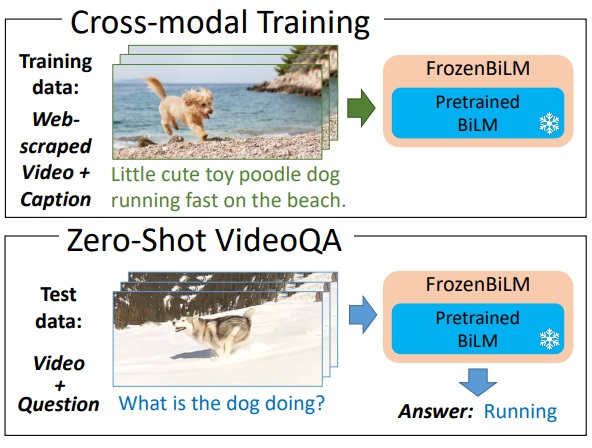 Cross-modal Training
Training
data:
Web-
scraped
Video +
Caption
Little cute toy poodle dog
running fast on the beach.
FrozenBiLM
Pretrained
BiLM
Zero-Shot VideoQA
Test
data:
Video
+
Question
What is the dog doing?
FrozenBiLM
Pretrained
BiLM
Answer: Running